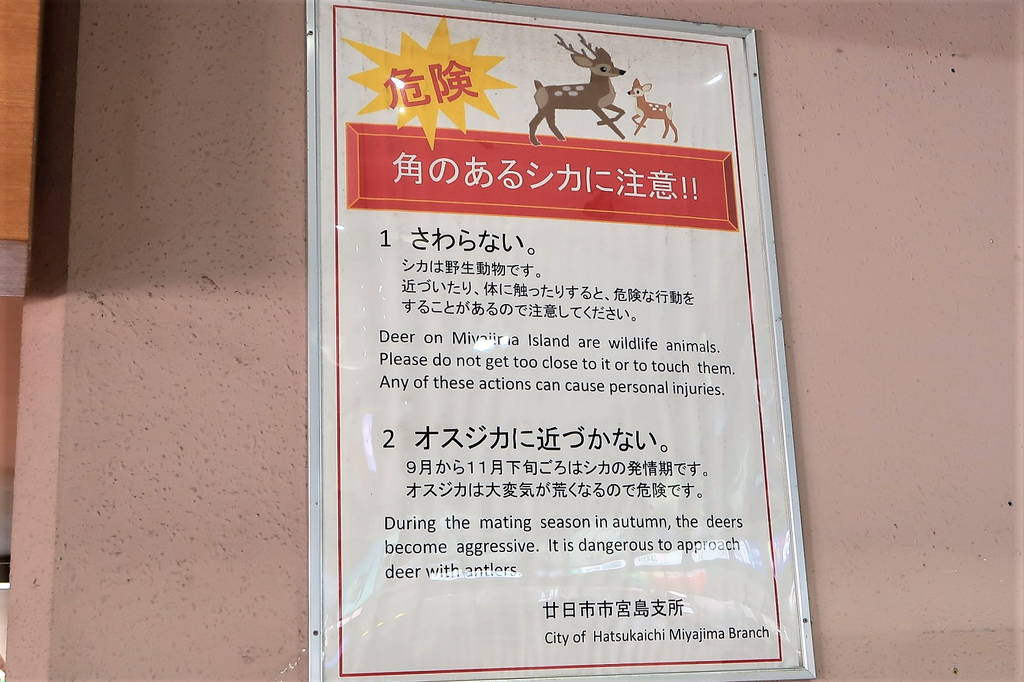 危険
角のあるシカに注意!!
1 さわらない。
シカは野生動物です。
近づいたり、体に触ったりすると、危険な行動を
することがあるので注意してください。
Deer on Miyajima Island are wildlife animals.
Please do not get too close to it or to touch them.
Any of these actions can cause personal injuries.
2 オスジカに近づかない。
9月から11月下旬ごろはシカの発情期です。
オスジカは大変気が荒くなるので危険です。
During the mating season in autumn, the deers
become aggressive. It is dangerous to approach
deer with antlers.
廿日市市宮島支所
City of Hatsukaichi Miyajima Branch